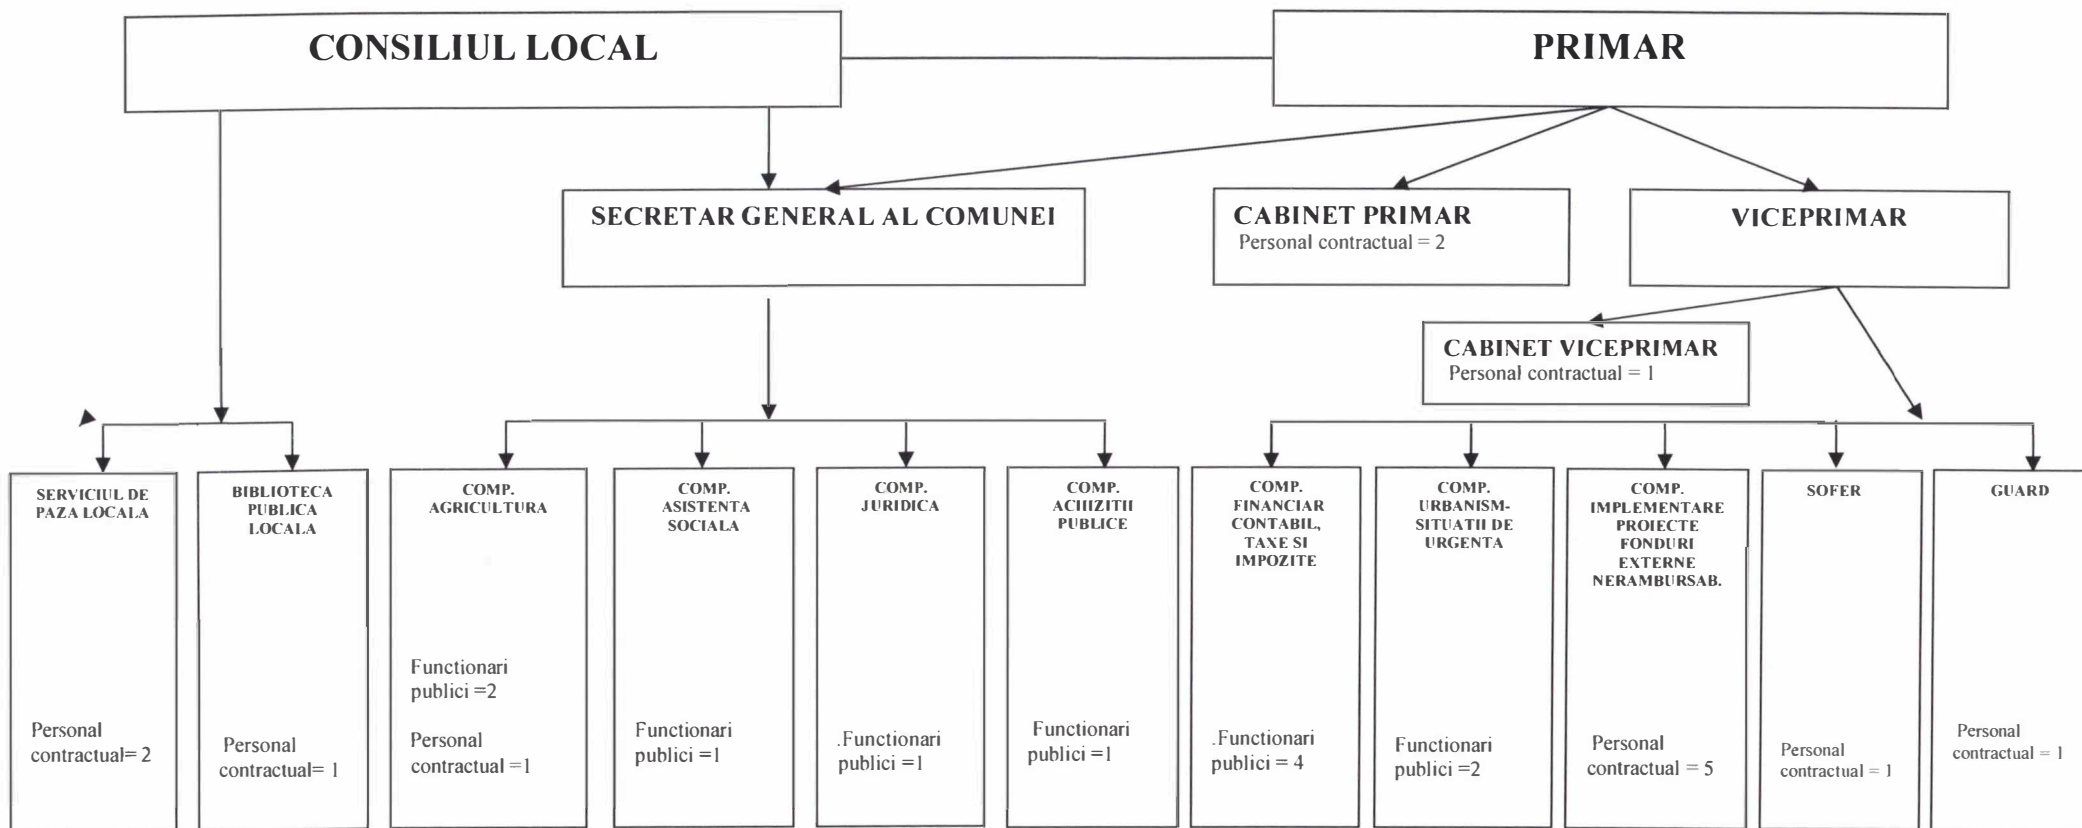 CONSILIUL LOCAL
PRIMAR
SECRETAR GENERAL AL COMUNEI
CABINET PRIMAR
Personal contractual = 2
VICEPRIMAR
CABINET VICEPRIMAR
Personal contractual = 1
SERVICIUL DE
PAZA LOCALA
Personal
contractual= 2
BIBLIOTECA
PUBLICA
LOCALA
Personal
contractual= 1
COMP.
AGRICULTURA
Functionari
publici =2
Personal
contractual =1
COMP.
ASISTENTA
SOCIALA
Functionari
publici =1
COMP.
JURIDICA
.Functionari
publici =1
COMP.
ACHIZITII
PUBLICE
Functionari
publici =1
COMP.
FINANCIAR
CONTABIL,
TAXE SI
IMPOZITE
.Functionari
publici = 4
COMP.
URBANISM-
SITUATII DE
URGENTA
Functionari
publici =2
COMP.
IMPLEMENTARE
PROIECTE
FONDURI
EXTERNE
NERAMBURSAB.
Personal
contractual = 5
SOFER
Personal
contractual = 1
GUARD
Personal
contractual = 1